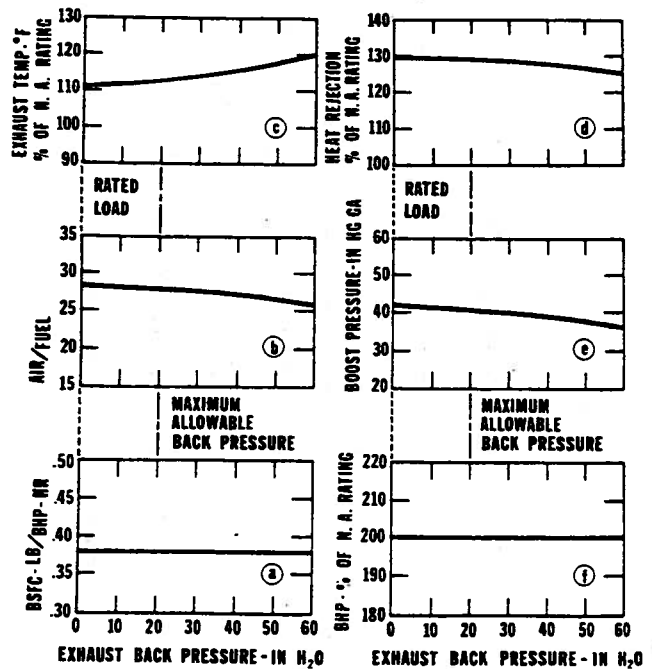 EXHAUST TEMP. °F
% OF N. A. RATING
130
120
110
100
90
c
RATED
LOAD
HEAT REJECTION
% OF N. A. RATING
140
130
120
110
100
d
RATED
LOAD
AIR/FUEL
35
30
25
20
15
b
MAXIMUM
ALLOWABLE
BACK PRESSURE
BOOST PRESSURE-IN HG GA
60
50
40
30
20
e
MAXIMUM
ALLOWABLE
BACK PRESSURE
BSFC-LB/BHP-HR
.50
.45
.40
.35
.30
a
0 10 20 30 40 50 60
EXHAUST BACK PRESSURE-IN H₂O
BHP-% OF N. A. RATING
220
210
200
190
180
f
0 10 20 30 40 50 60
EXHAUST BACK PRESSURE-IN H₂O